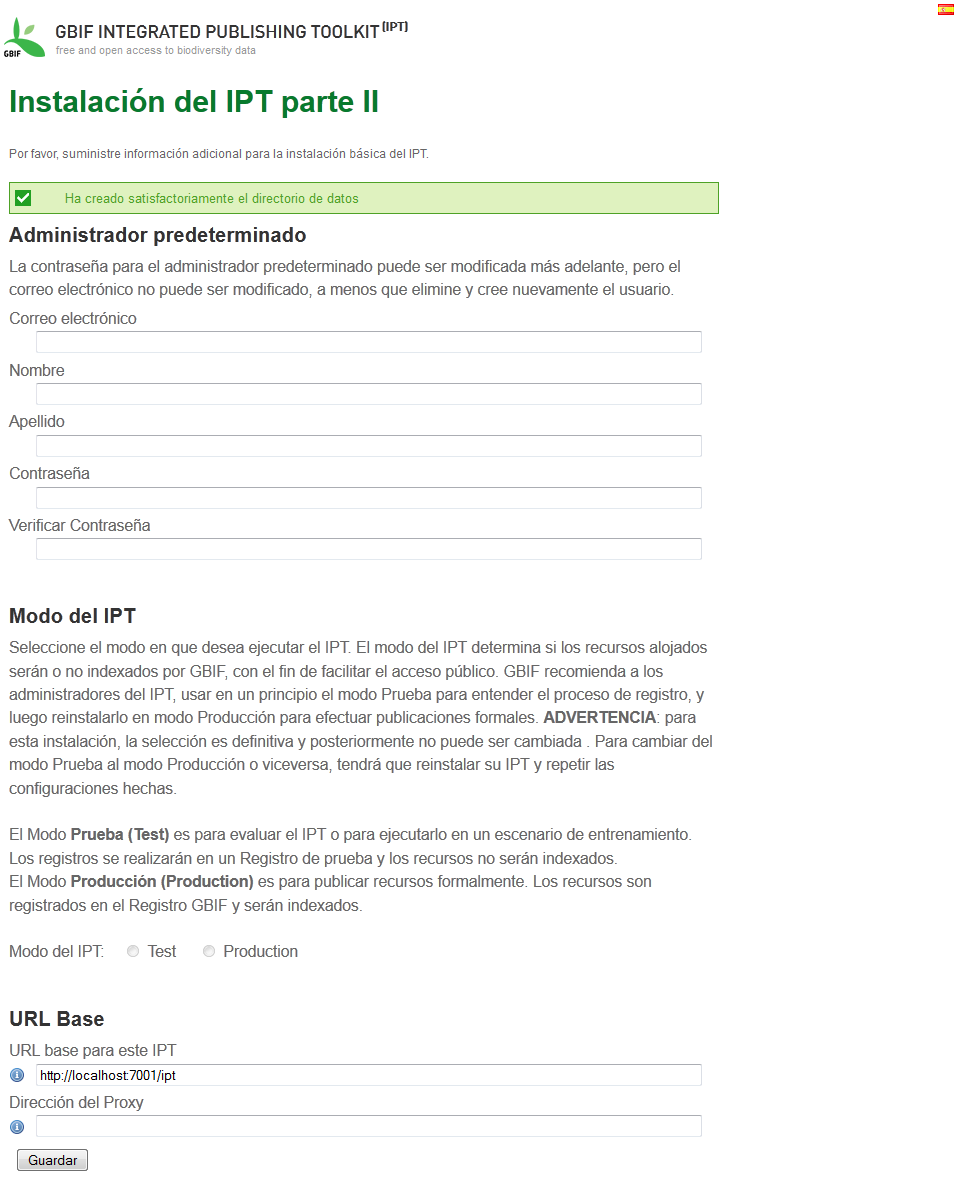 GBIF INTEGRATED PUBLISHING TOOLKIT (IPT)
free and open access to biodiversity data
GBIF
Instalación del IPT parte II
Por favor, suministre información adicional para la instalación básica del IPT.
Ha creado satisfactoriamente el directorio de datos
Administrador predeterminado
La contraseña para el administrador predeterminado puede ser modificada más adelante, pero el
correo electrónico no puede ser modificado, a menos que elimine y cree nuevamente el usuario.
Correo electrónico
Nombre
Apellido
Contraseña
Verificar Contraseña
Modo del IPT
Seleccione el modo en que desea ejecutar el IPT. El modo del IPT determina si los recursos alojados
serán o no indexados por GBIF, con el fin de facilitar el acceso público. GBIF recomienda a los
administradores del IPT, usar en un principio el modo Prueba para entender el proceso de registro, y
luego reinstalarlo en modo Producción para efectuar publicaciones formales. ADVERTENCIA: para
esta instalación, la selección es definitiva y posteriormente no puede ser cambiada . Para cambiar del
modo Prueba al modo Producción o viceversa, tendrá que reinstalar su IPT y repetir las
configuraciones hechas.
El Modo Prueba (Test) es para evaluar el IPT o para ejecutarlo en un escenario de entrenamiento.
Los registros se realizarán en un Registro de prueba y los recursos no serán indexados.
El Modo Producción (Production) es para publicar recursos formalmente. Los recursos son
registrados en el Registro GBIF y serán indexados.
Modo del IPT: Test Production
URL Base
URL base para este IPT
http://localhost:7001/ipt
Dirección del Proxy
Guardar